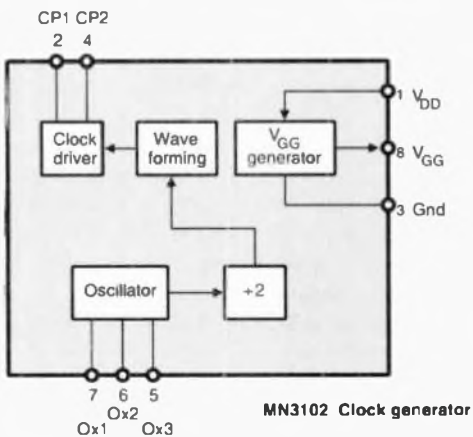 CP1 CP2
2 4
1 VDD
Clock driver
Wave forming
VGG generator
8 VGG
3 Gnd
Oscillator
+2
7 6 5
Ox1 Ox2 Ox3
MN3102 Clock generator